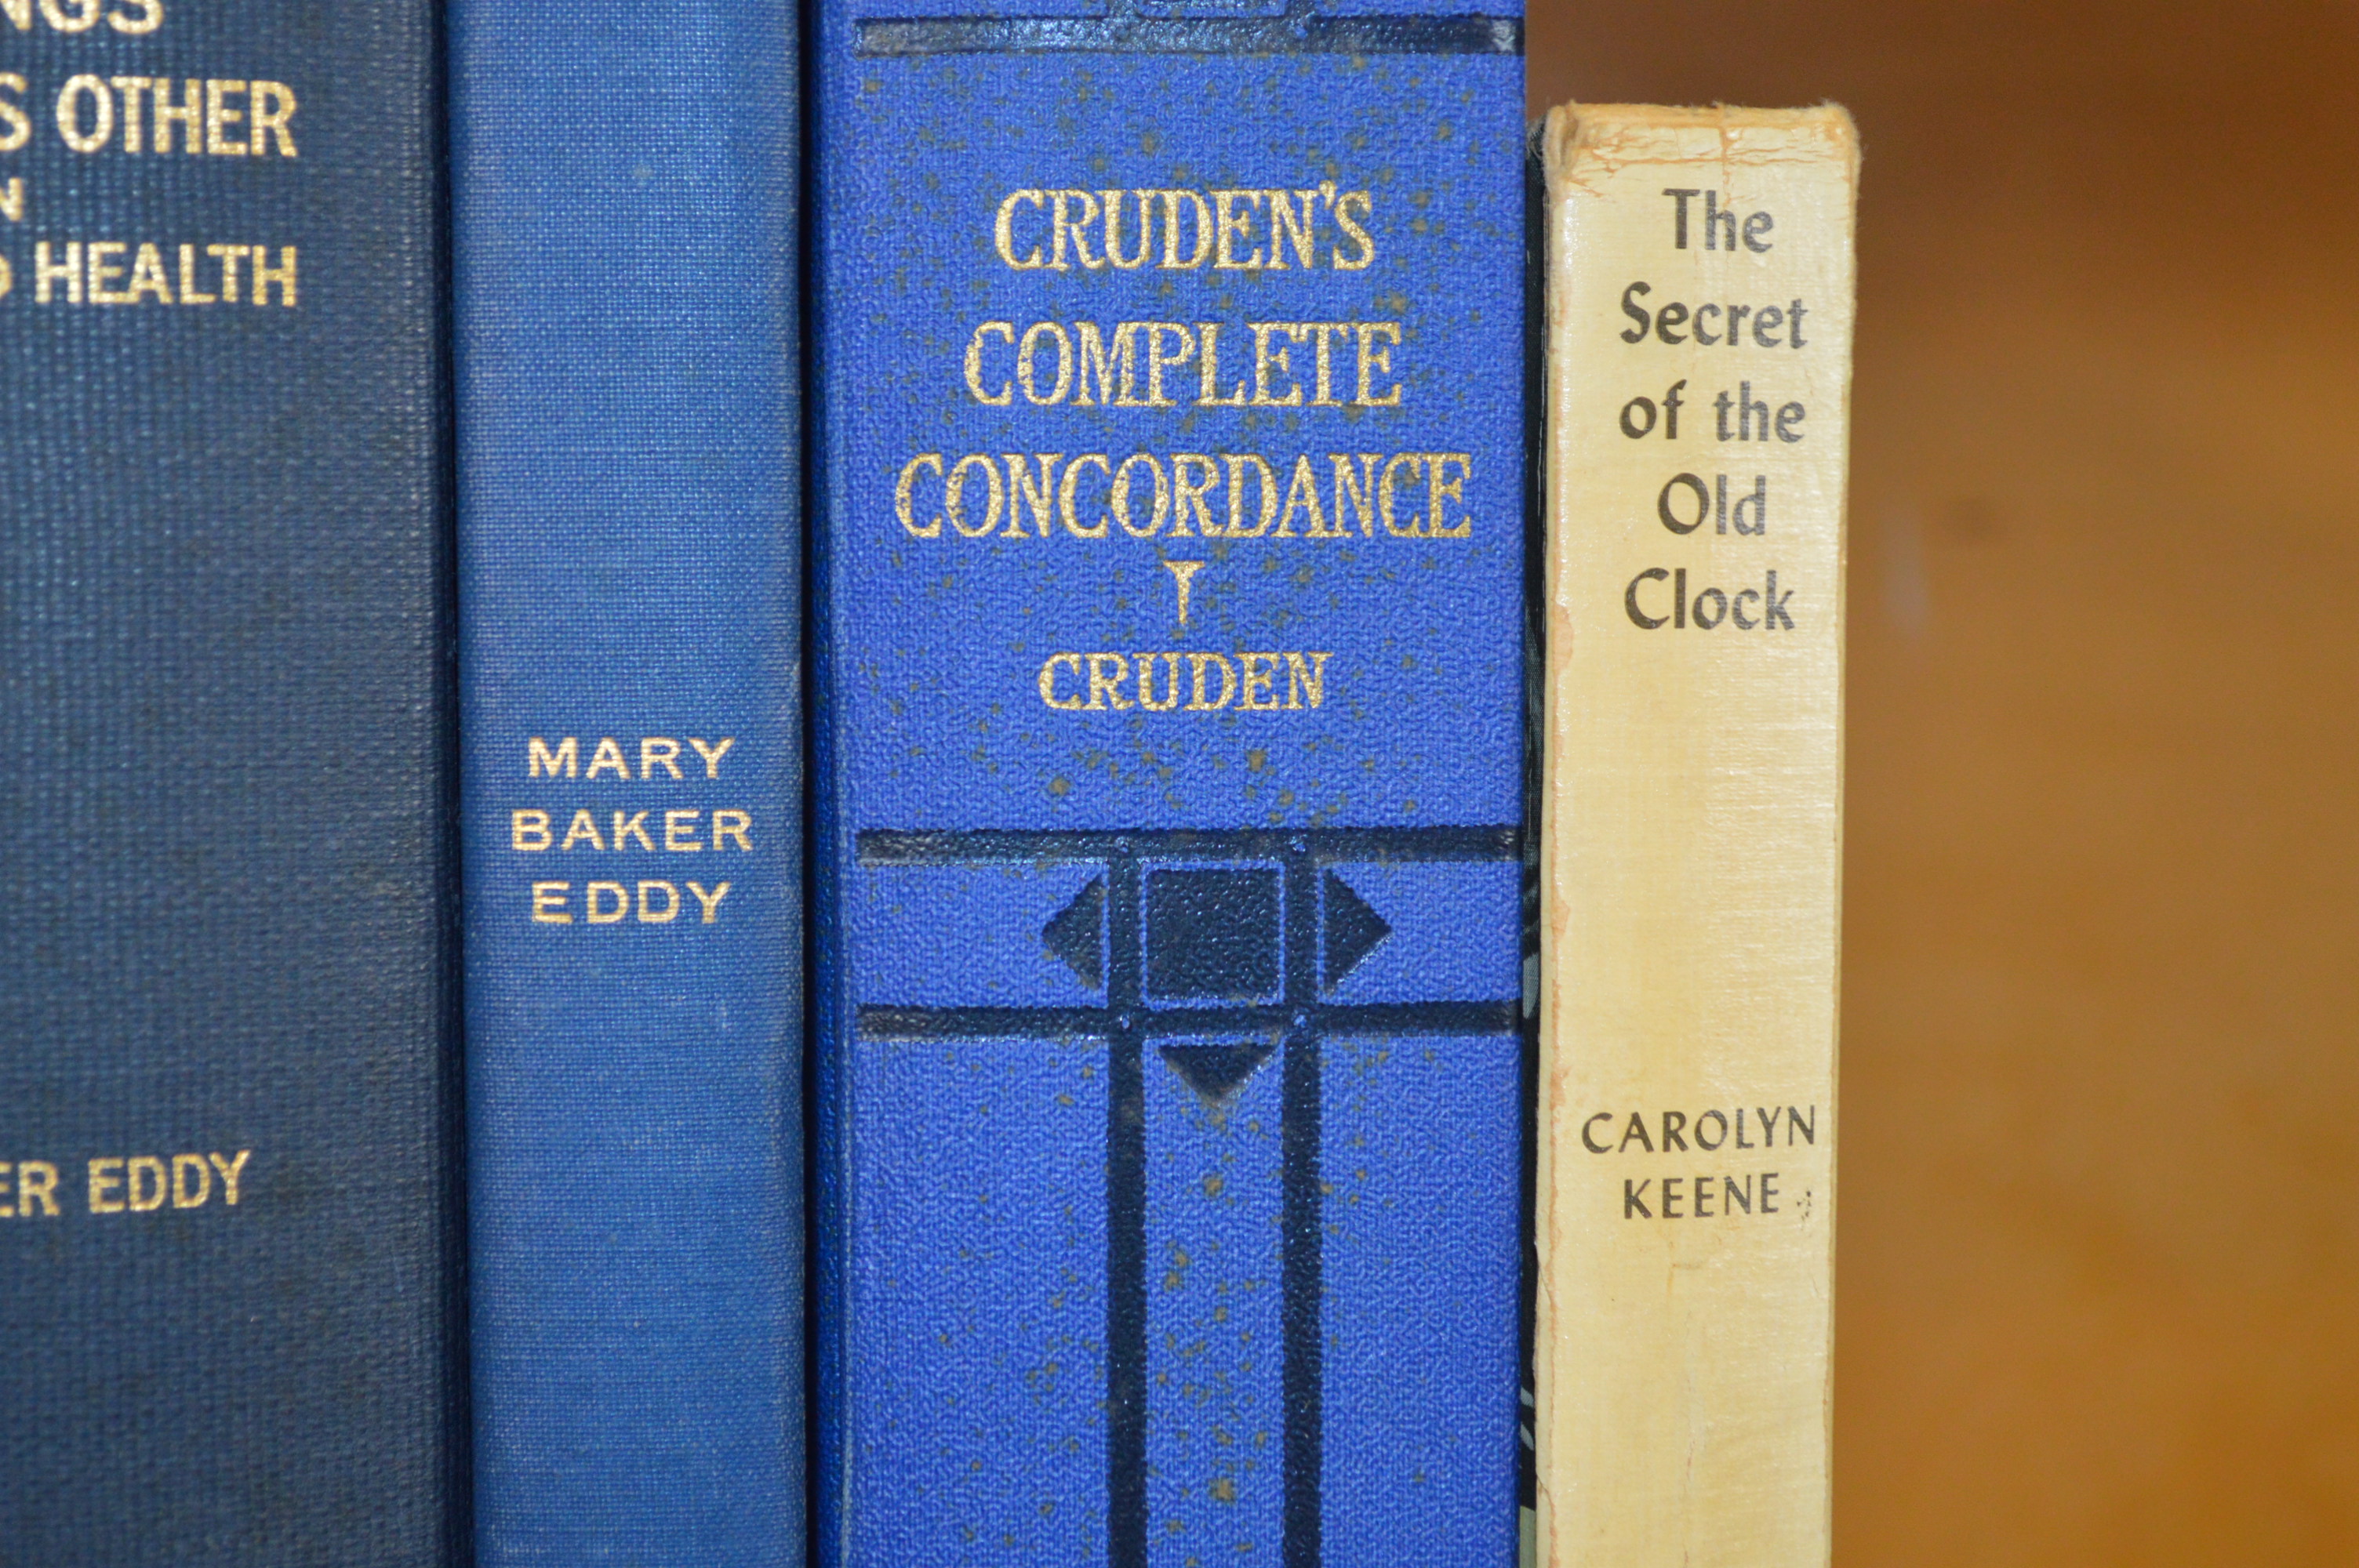 NGS
S OTHER
N
D HEALTH
ER EDDY
MARY
BAKER
EDDY
CRUDEN'S
COMPLETE
CONCORDANCE
CRUDEN
The
Secret
of the
Old
Clock
CAROLYN
KEENE